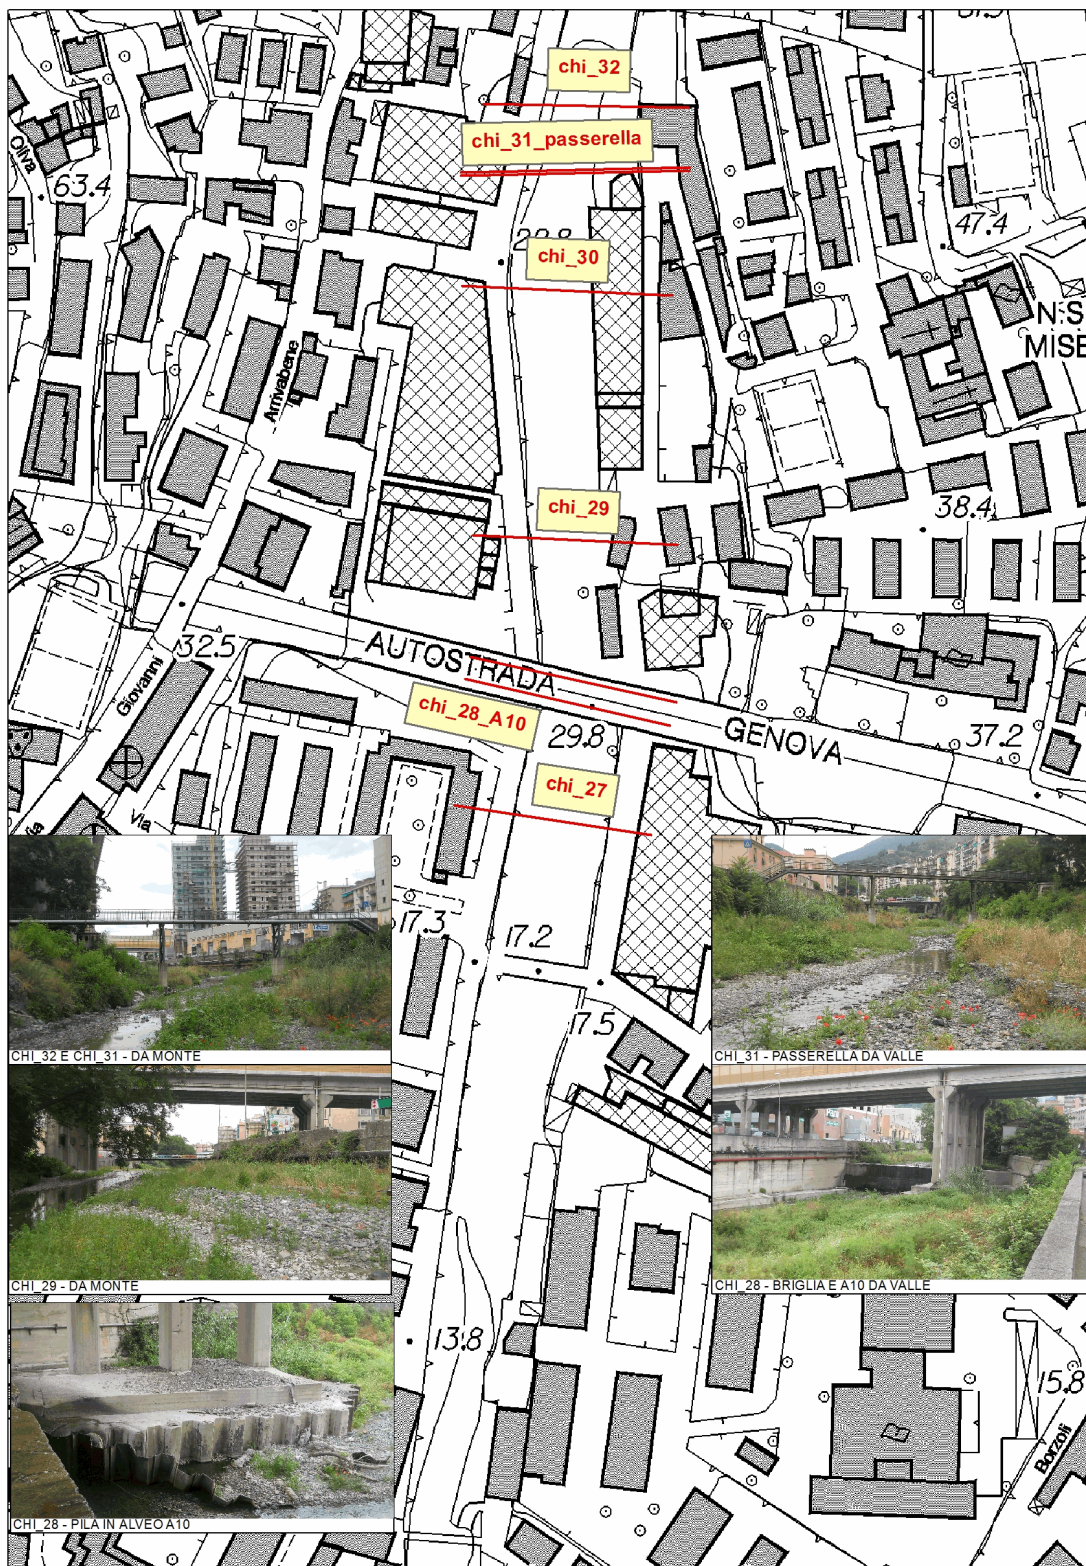 chi_32
chi_31_passerella
Oliva
63.4
47.4
chi_30
N.S
MISE
Arrivabene
chi_29
38.4
AUTOSTRADA
32.5
Giovanni
chi_28_A10
29.8
GENOVA
37.2
chi_27
Via
17.3
17.2
17.5
CHI_32 E CHI_31 - DA MONTE
CHI_31 - PASSERELLA DA VALLE
CHI_29 - DA MONTE
CHI_28 - BRIGLIA E A10 DA VALLE
13.8
15.8
Borzoli
CHI_28 - PILA IN ALVEO A10